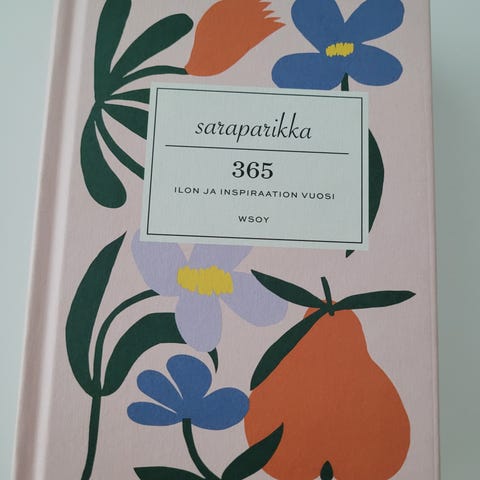 saraparikka
365
ILON JA INSPIRAATION VUOSI
WSOY